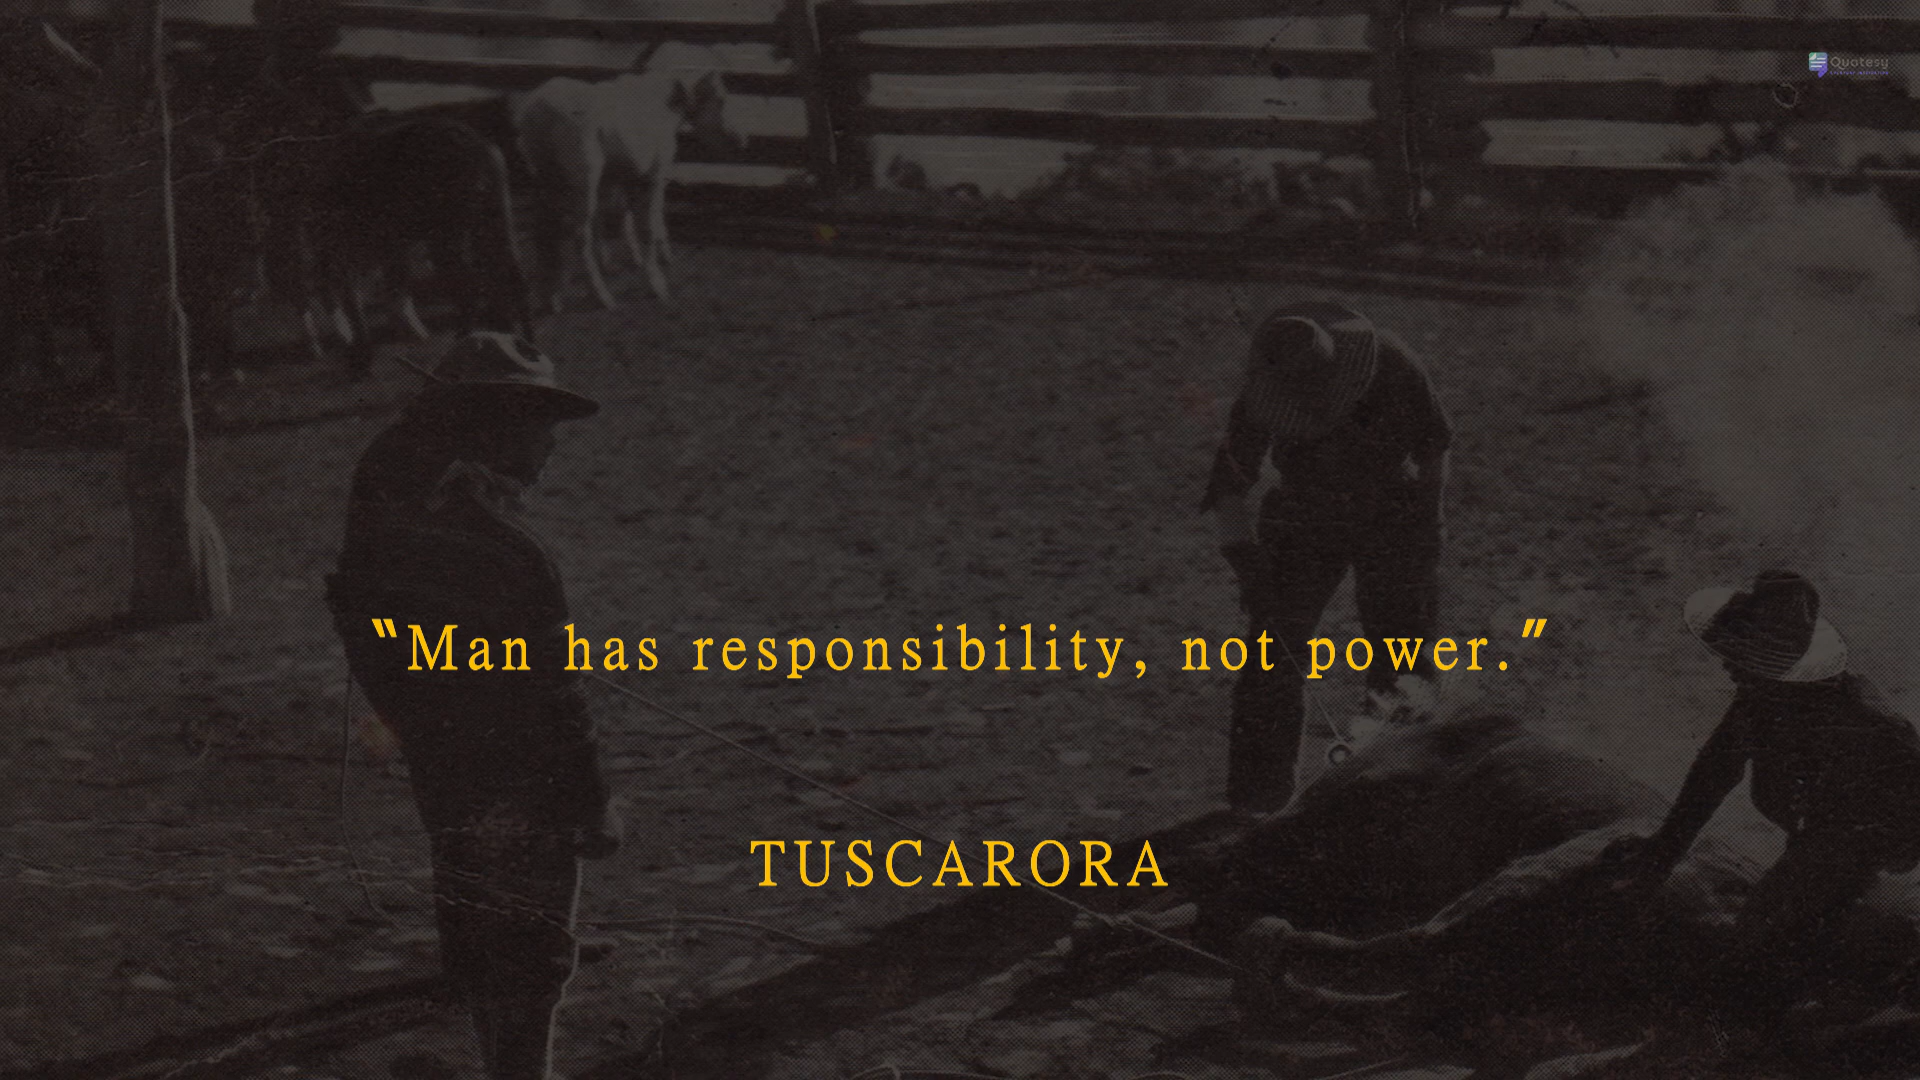 Quotesy
“Man has responsibility, not power.”
TUSCARORA